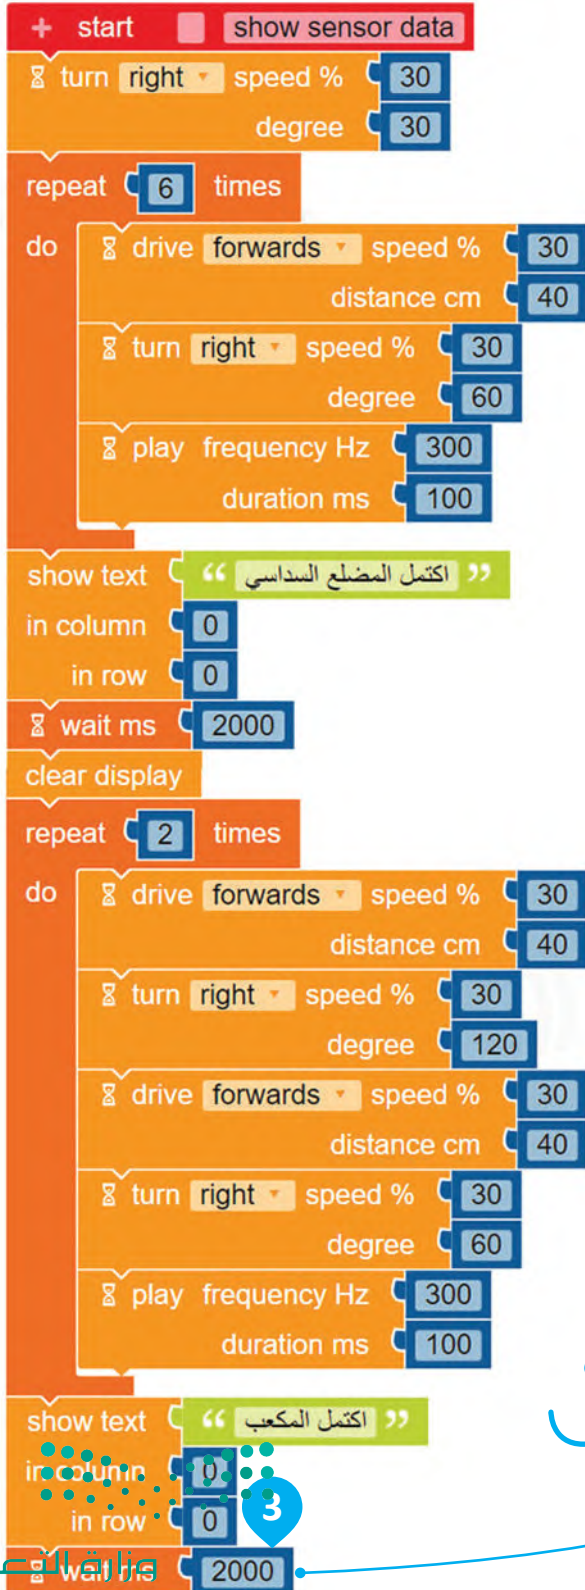 + start show sensor data
turn right speed % 30
degree 30
repeat 6 times
do drive forwards speed % 30
distance cm 40
turn right speed % 30
degree 60
play frequency Hz 300
duration ms 100
show text “ اكتمل المضلع السداسي ”
in column 0
in row 0
wait ms 2000
clear display
repeat 2 times
do drive forwards speed % 30
distance cm 40
turn right speed % 30
degree 120
drive forwards speed % 30
distance cm 40
turn right speed % 30
degree 60
play frequency Hz 300
duration ms 100
show text “ اكتمل المكعب ”
in column 0
in row 0
3
wait ms 2000